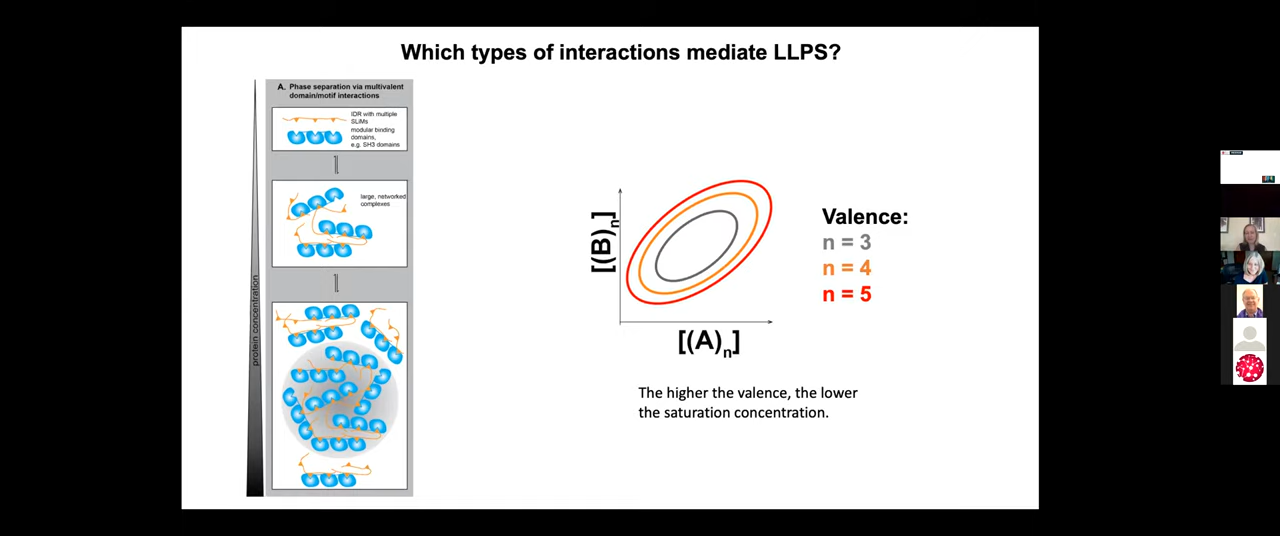 Which types of interactions mediate LLPS?
A. Phase separation via multivalent
domain/motif interactions
IDR with multiple
SLiMs
modular binding
domains,
e.g. SH3 domains
large, networked
complexes
protein concentration
[(B)n]
[(A)n]
Valence:
n = 3
n = 4
n = 5
The higher the valence, the lower
the saturation concentration.